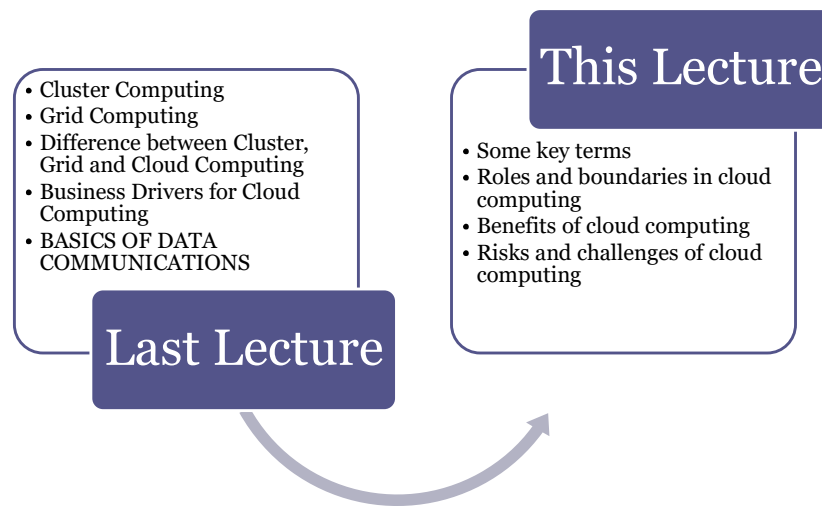 • Cluster Computing
• Grid Computing
• Difference between Cluster,
Grid and Cloud Computing
• Business Drivers for Cloud
Computing
• BASICS OF DATA
COMMUNICATIONS
Last Lecture
This Lecture
• Some key terms
• Roles and boundaries in cloud
computing
• Benefits of cloud computing
• Risks and challenges of cloud
computing